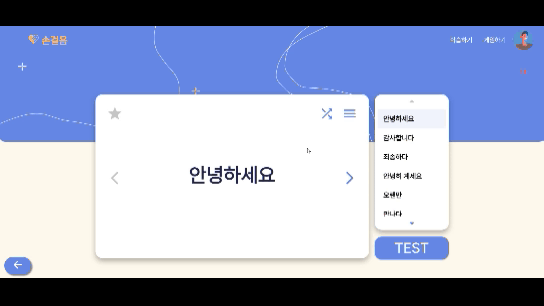 손걸음
학습하기 게임하기
안녕하세요
안녕하세요
감사합니다
죄송하다
안녕히 계세요
오랜만
만나다
TEST